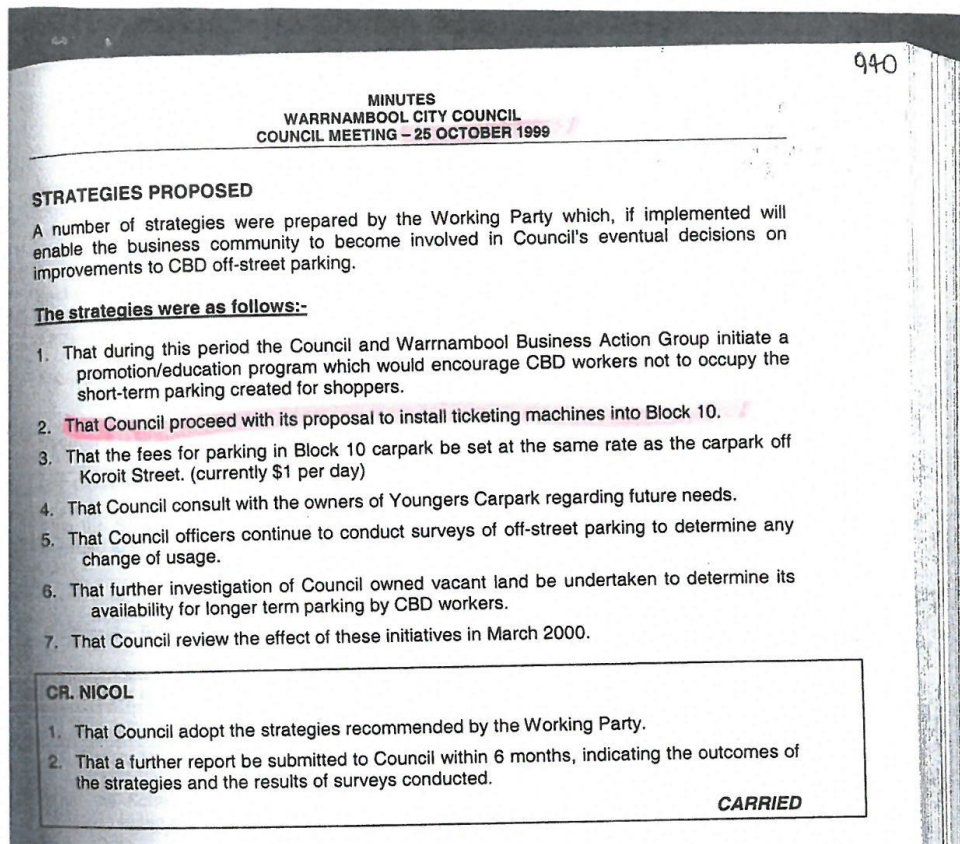 940
MINUTES
WARRNAMBOOL CITY COUNCIL
COUNCIL MEETING – 25 OCTOBER 1999
STRATEGIES PROPOSED
A number of strategies were prepared by the Working Party which, if implemented will
enable the business community to become involved in Council's eventual decisions on
improvements to CBD off-street parking.
The strategies were as follows:-
1. That during this period the Council and Warrnambool Business Action Group initiate a
promotion/education program which would encourage CBD workers not to occupy the
short-term parking created for shoppers.
2. That Council proceed with its proposal to install ticketing machines into Block 10.
3. That the fees for parking in Block 10 carpark be set at the same rate as the carpark off
Koroit Street. (currently $1 per day)
4. That Council consult with the owners of Youngers Carpark regarding future needs.
5. That Council officers continue to conduct surveys of off-street parking to determine any
change of usage.
6. That further investigation of Council owned vacant land be undertaken to determine its
availability for longer term parking by CBD workers.
7. That Council review the effect of these initiatives in March 2000.
CR. NICOL
1. That Council adopt the strategies recommended by the Working Party.
2. That a further report be submitted to Council within 6 months, indicating the outcomes of
the strategies and the results of surveys conducted.
CARRIED